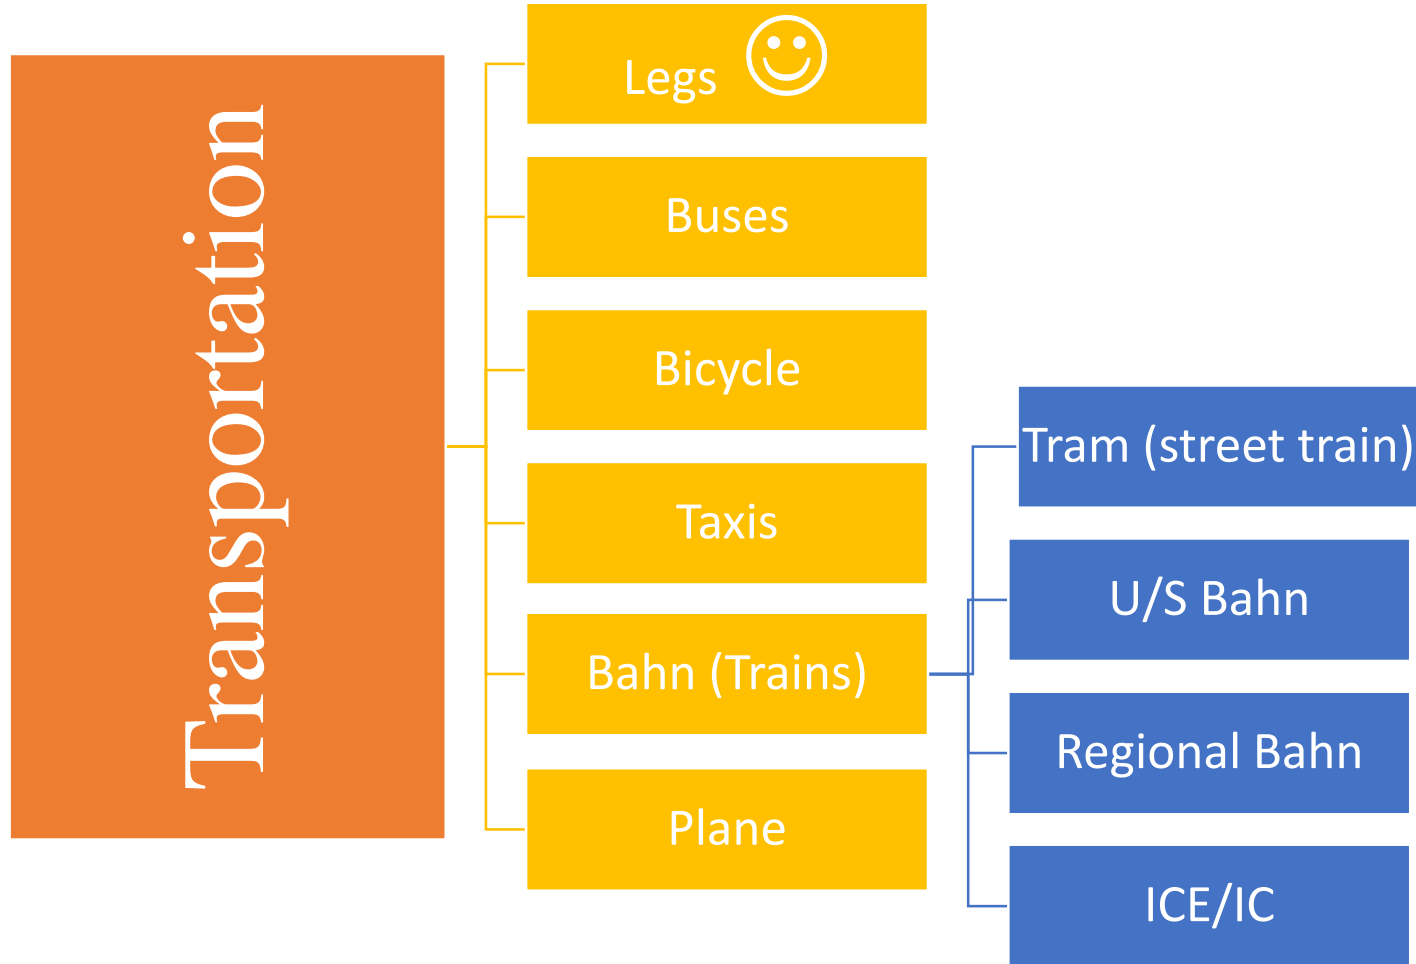 Transportation
Legs
Buses
Bicycle
Taxis
Bahn (Trains)
Plane
Tram (street train)
U/S Bahn
Regional Bahn
ICE/IC